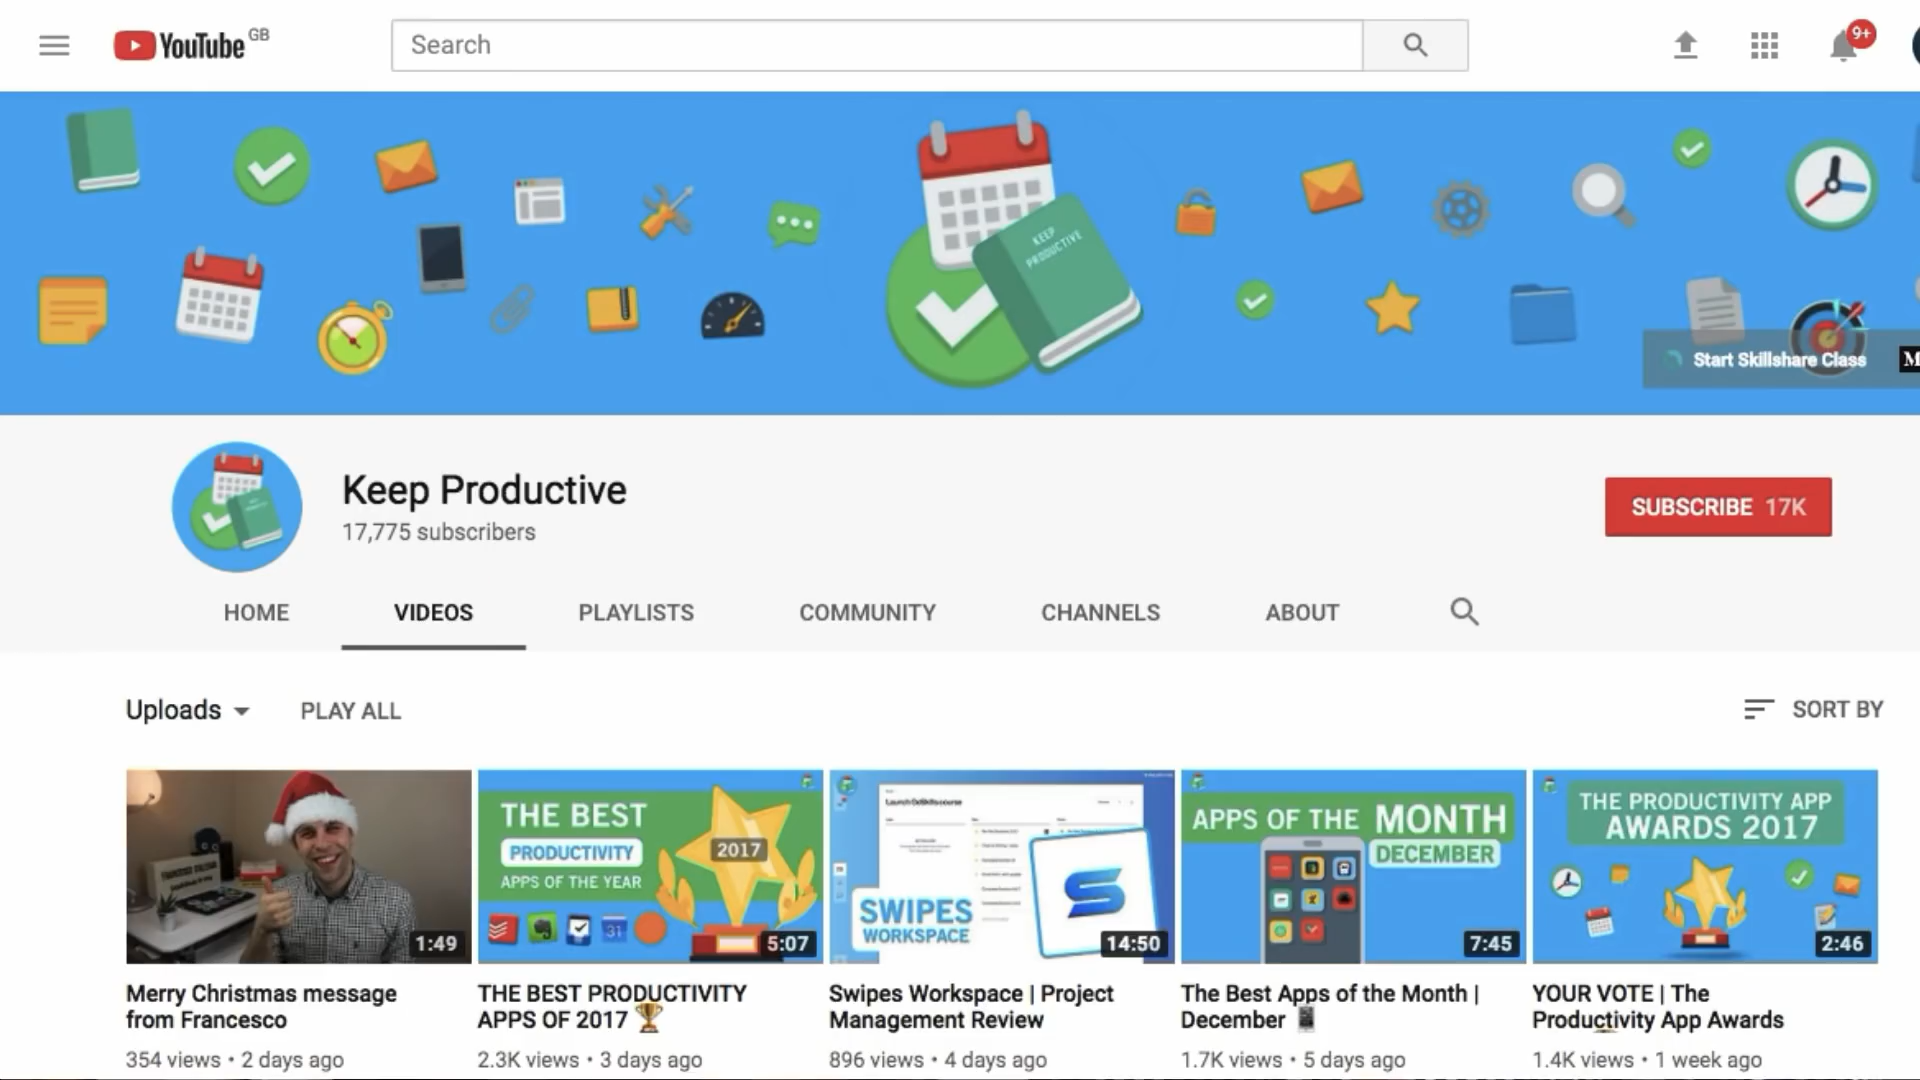 YouTube GB
Search
9+
KEEP
PRODUCTIVE
Start Skillshare Class
Keep Productive
17,775 subscribers
SUBSCRIBE 17K
HOME
VIDEOS
PLAYLISTS
COMMUNITY
CHANNELS
ABOUT
Uploads
PLAY ALL
SORT BY
1:49
THE BEST
PRODUCTIVITY
APPS OF THE YEAR
2017
31
5:07
SWIPES
WORKSPACE
14:50
APPS OF THE MONTH
DECEMBER
7:45
THE PRODUCTIVITY APP
AWARDS 2017
2:46
Merry Christmas message
from Francesco
354 views • 2 days ago
THE BEST PRODUCTIVITY
APPS OF 2017 🏆
2.3K views • 3 days ago
Swipes Workspace | Project
Management Review
896 views • 4 days ago
The Best Apps of the Month |
December 📱
1.7K views • 5 days ago
YOUR VOTE | The
Productivity App Awards
1.4K views • 1 week ago